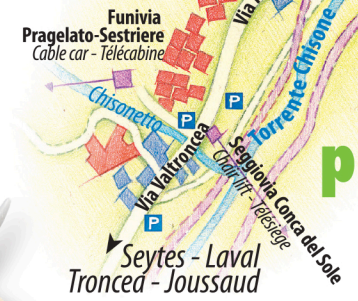 Funivia
Pragelato-Sestriere
Cable car - Télécabine
Via
Torrente Chisone
Chisonetto
P
P
Via Valtroncea
Seggiovia Conca del Sole
Chairlift - Télésiège
P
p
Seytes - Laval
Troncea - Joussaud